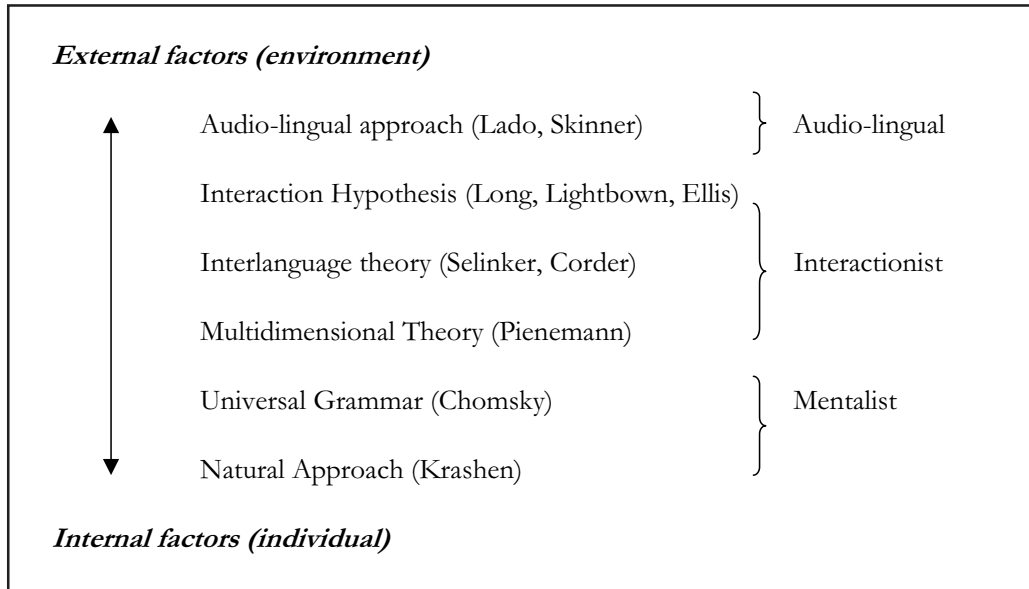 External factors (environment)
Audio-lingual approach (Lado, Skinner) Audio-lingual
Interaction Hypothesis (Long, Lightbown, Ellis)
Interlanguage theory (Selinker, Corder) Interactionist
Multidimensional Theory (Pienemann)
Universal Grammar (Chomsky) Mentalist
Natural Approach (Krashen)
Internal factors (individual)